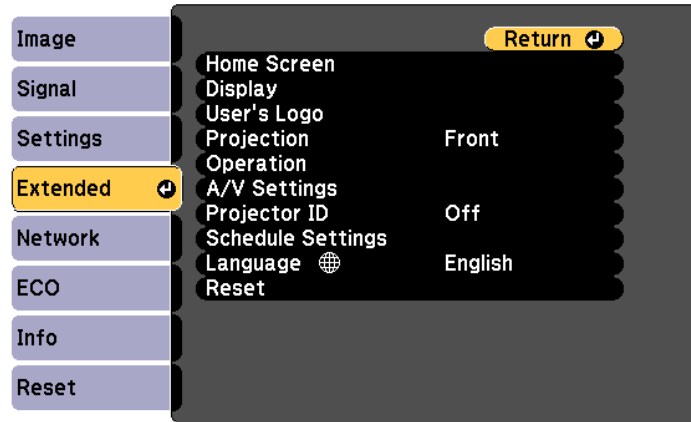 Image
Signal
Settings
Extended
Network
ECO
Info
Reset
Return
Home Screen
Display
User's Logo
Projection Front
Operation
A/V Settings
Projector ID Off
Schedule Settings
Language English
Reset